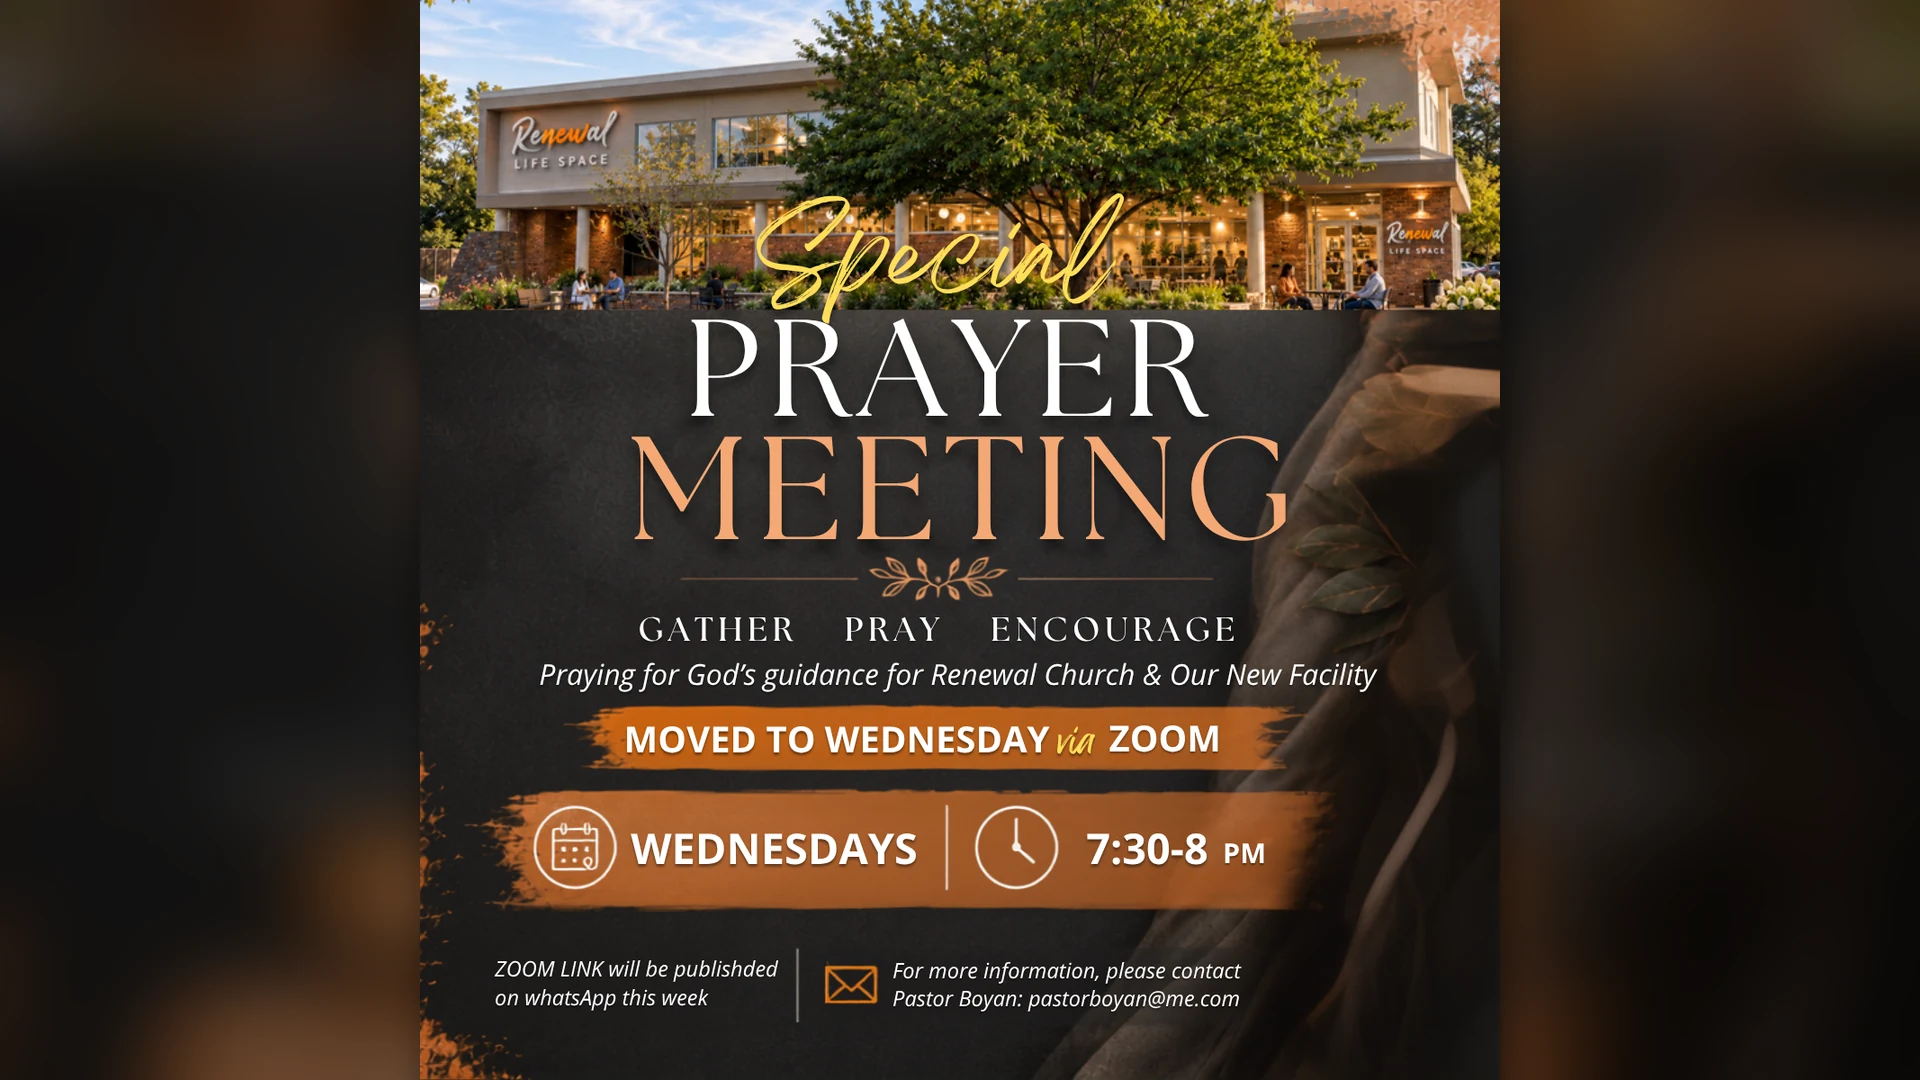 Renewal
LIFE SPACE
Renewal
LIFE SPACE
Special
PRAYER
MEETING
GATHER PRAY ENCOURAGE
Praying for God's guidance for Renewal Church & Our New Facility
MOVED TO WEDNESDAY via ZOOM
WEDNESDAYS
7:30-8 PM
ZOOM LINK will be publishded
on whatsApp this week
For more information, please contact
Pastor Boyan: pastorboyan@me.com